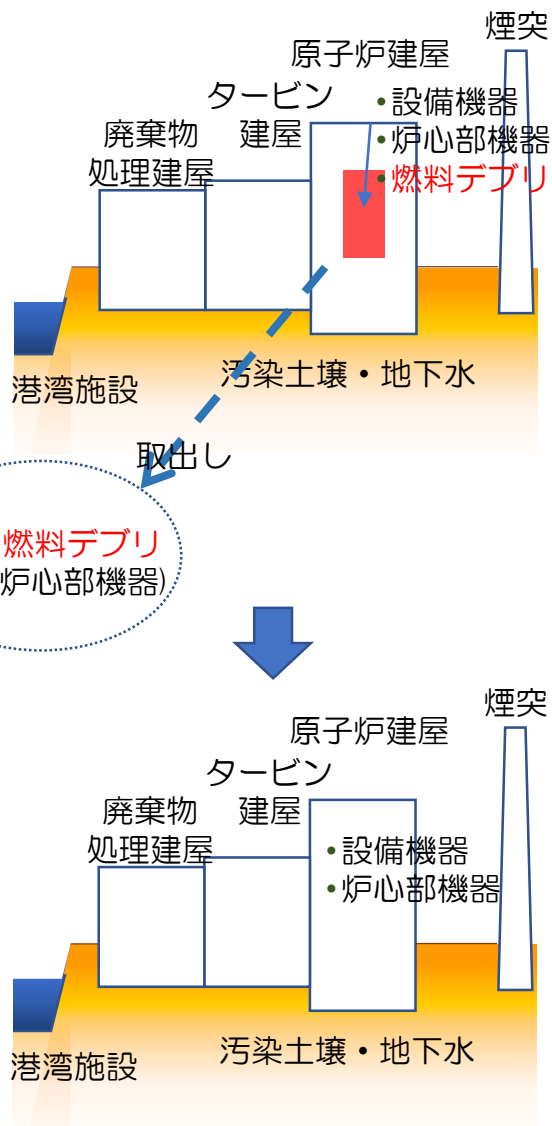 煙突
原子炉建屋
・設備機器
・炉心部機器
・燃料デブリ
タービン
建屋
廃棄物
処理建屋
港湾施設
汚染土壌・地下水
取出し
燃料デブリ
炉心部機器)
煙突
原子炉建屋
タービン
建屋
廃棄物
処理建屋
・設備機器
・炉心部機器
港湾施設
汚染土壌・地下水